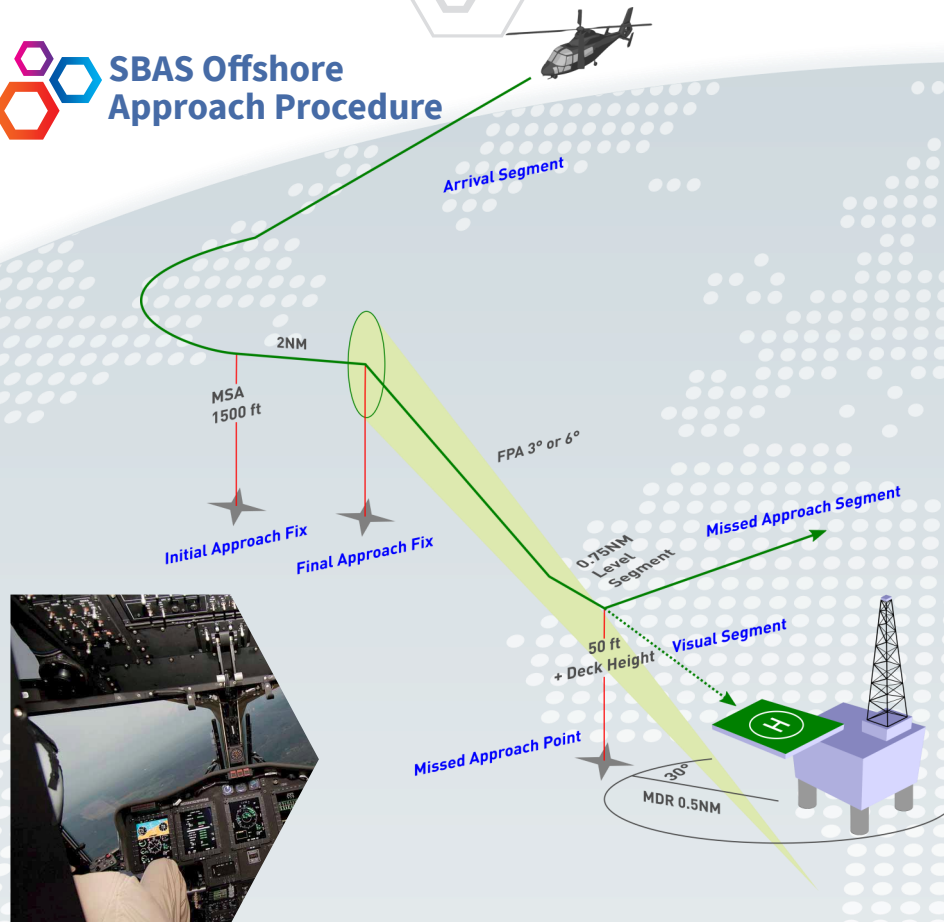 SBAS Offshore
Approach Procedure
Arrival Segment
2NM
MSA
1500 ft
FPA 3° or 6°
Initial Approach Fix
Final Approach Fix
0.75NM
Level
Segment
Missed Approach Segment
50 ft
+ Deck Height
Visual Segment
H
Missed Approach Point
30°
MDR 0.5NM